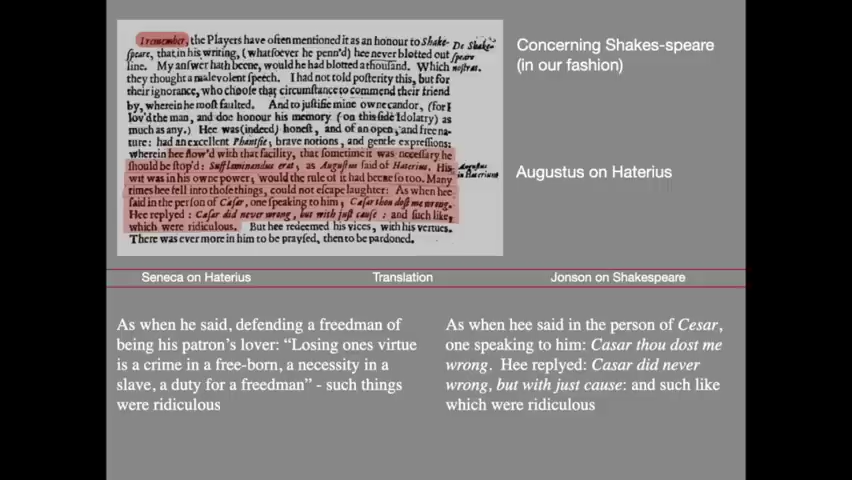 I remember, the Players have often mentioned it as an honour to Shake-
speare, that in his writing, (whatsoever he penn'd) hee never blotted out
line. My answer hath beene, would he had blotted a thousand. Which
they thought a malevolent speech. I had not told posterity this, but for
their ignorance, who choose that circumstance to commend their friend
by, wherein he most faulted. And to justifie mine owne candor, (for I
lov'd the man, and doe honour his memory (on this side Idolatry) as
much as any.) Hee was (indeed) honest, and of an open, and free na-
ture: had an excellent Phantsie; brave notions, and gentle expressions:
wherein hee flow'd with that facility, that sometime it was necessary he
should be stop'd: Sufflaminandus erat; as Augustus said of Haterius. His
wit was in his owne power; would the rule of it had beene so too. Many
times hee fell into those things, could not escape laughter: As when hee
said in the person of Cæsar, one speaking to him; Cæsar thou dost me wrong.
Hee replyed: Cæsar did never wrong, but with just cause: and such like;
which were ridiculous. But hee redeemed his vices, with his vertues.
There was ever more in him to be praysed, then to be pardoned.
De Shake-
speare
nostrat.
Augustus
in Haterium
Concerning Shakes-speare
(in our fashion)
Augustus on Haterius
Seneca on Haterius
Translation
Jonson on Shakespeare
As when he said, defending a freedman of
being his patron's lover: “Losing ones virtue
is a crime in a free-born, a necessity in a
slave, a duty for a freedman” - such things
were ridiculous
As when hee said in the person of Cesar,
one speaking to him: Casar thou dost me
wrong. Hee replyed: Casar did never
wrong, but with just cause: and such like
which were ridiculous